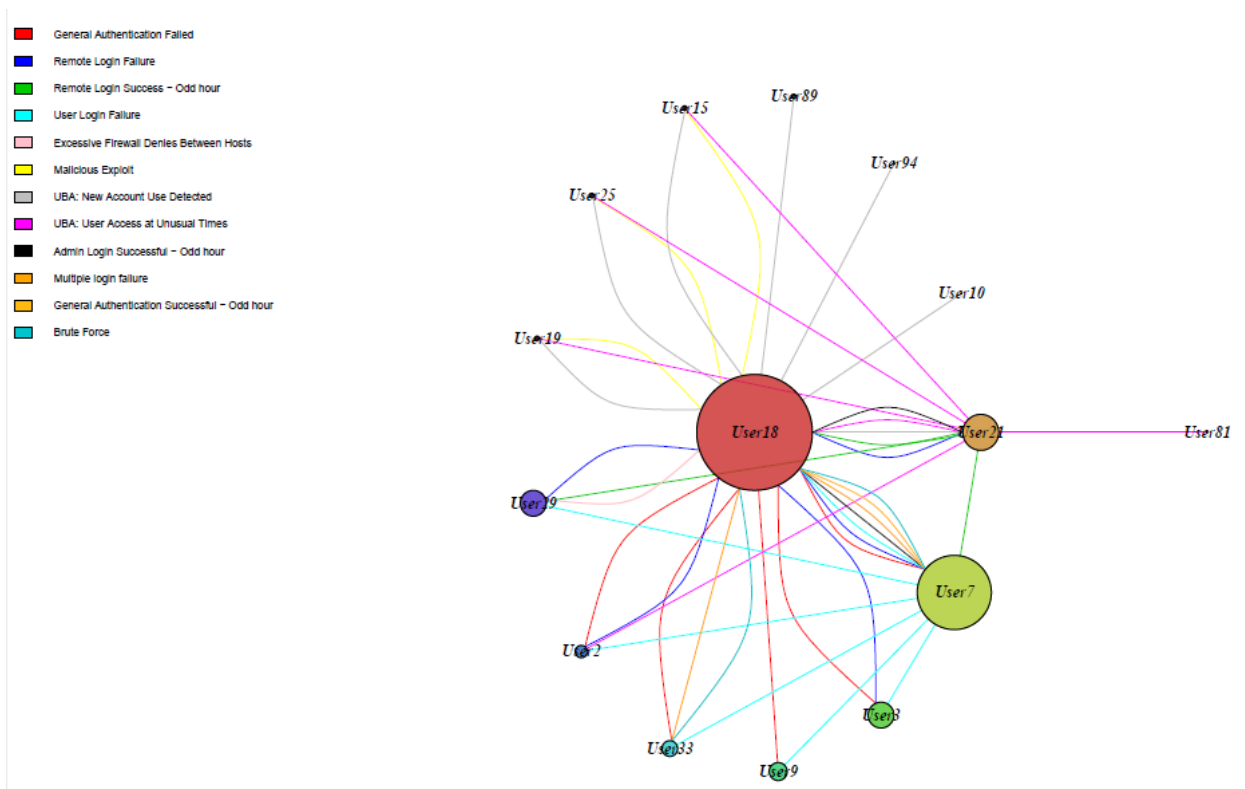 General Authentication Failed
Remote Login Failure
Remote Login Success − Odd hour
User Login Failure
Excessive Firewall Denies Between Hosts
Malicious Exploit
UBA: New Account Use Detected
UBA: User Access at Unusual Times
Admin Login Successful − Odd hour
Multiple login failure
General Authentication Successful − Odd hour
Brute Force
User89
User15
User94
User25
User10
User19
User18
User21
User81
User7
User2
User3
User33
User9